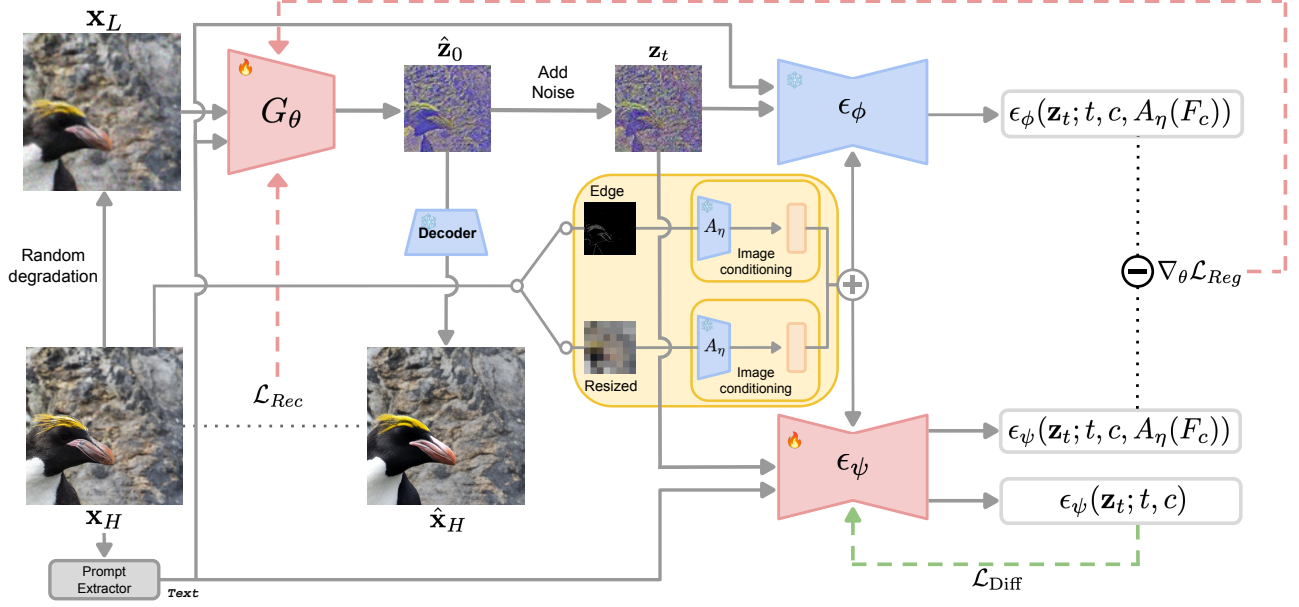 x_L
ẑ_0
z_t
Add
Noise
G_θ
ϵ_ϕ
ϵ_ϕ(z_t; t, c, A_η(F_c))
Edge
A_η
Image
conditioning
Decoder
Random
degradation
+
− ∇_θ ℒ_Reg
A_η
Image
conditioning
Resized
ℒ_Rec
ϵ_ψ
ϵ_ψ(z_t; t, c, A_η(F_c))
ϵ_ψ(z_t; t, c)
x_H
x̂_H
Prompt
Extractor
Text
ℒ_Diff